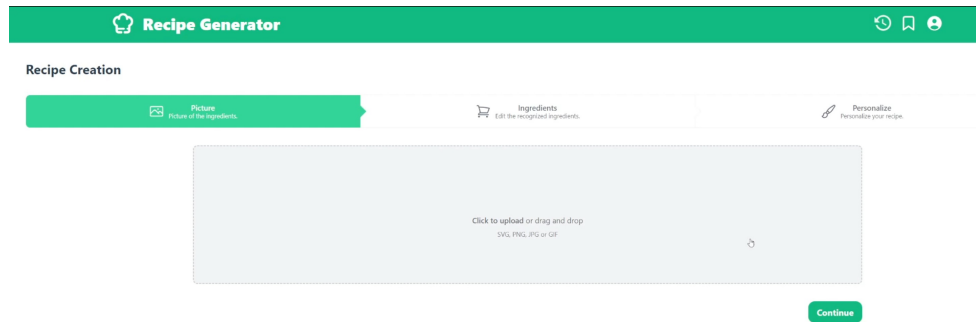 Recipe Generator
Recipe Creation
Picture
Picture of the ingredients.
Ingredients
Edit the recognized ingredients.
Personalize
Personalize your recipe.
Click to upload or drag and drop
SVG, PNG, JPG or GIF
Continue